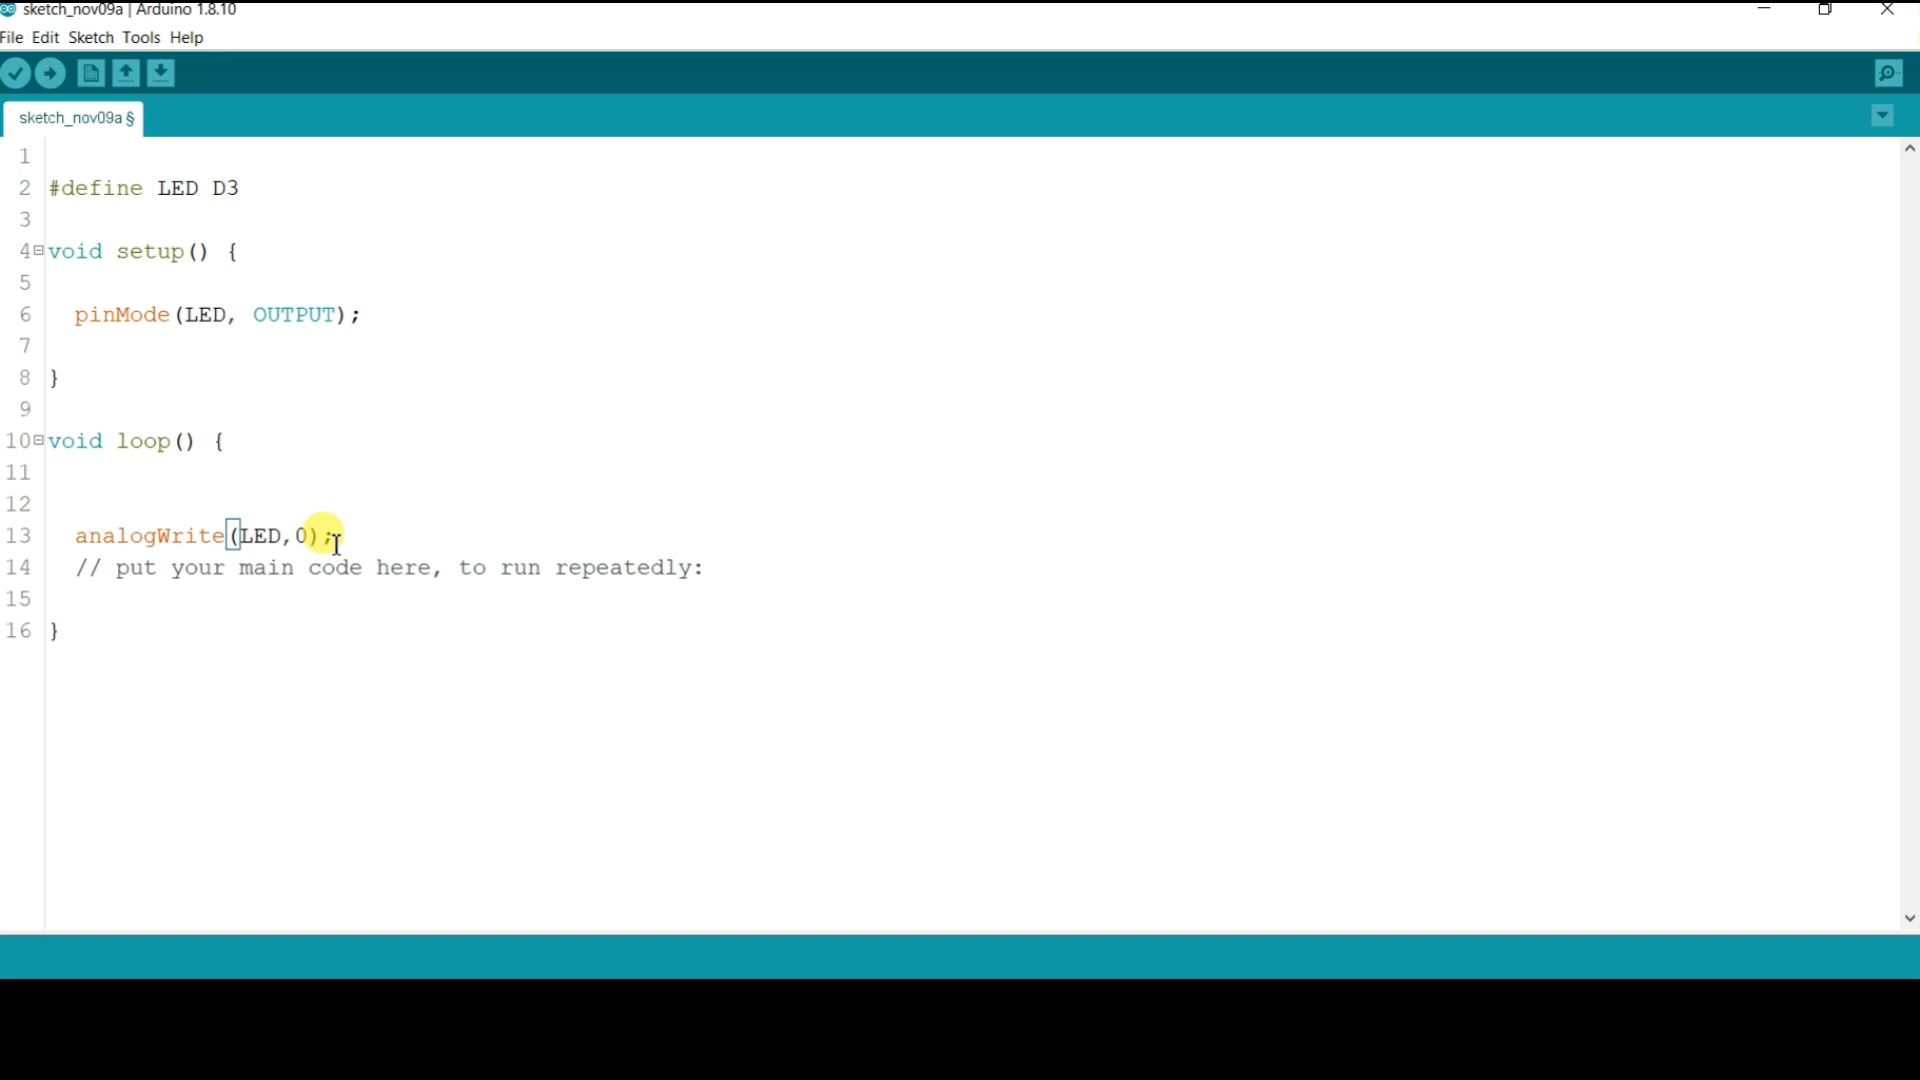 sketch_nov09a | Arduino 1.8.10
File Edit Sketch Tools Help
sketch_nov09a §
1
2 #define LED D3
3
4 void setup() {
5
6 pinMode(LED, OUTPUT);
7
8 }
9
10 void loop() {
11
12
13 analogWrite(LED,0);
14 // put your main code here, to run repeatedly:
15
16 }